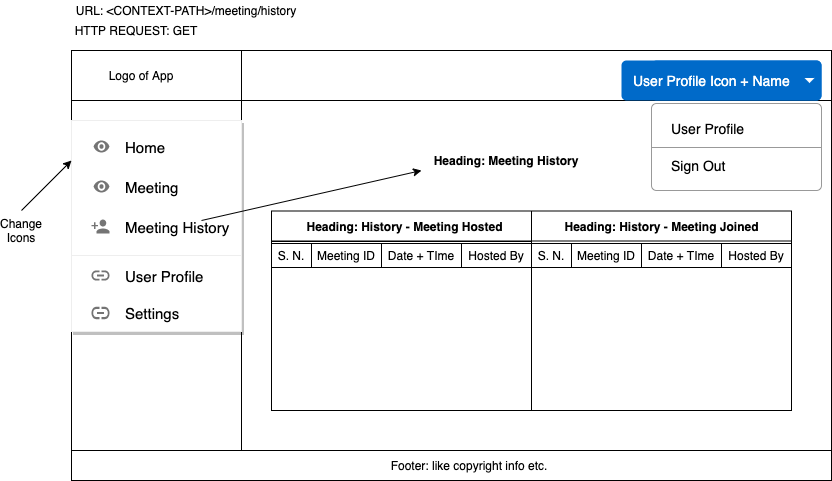 URL: <CONTEXT-PATH>/meeting/history
HTTP REQUEST: GET
Logo of App
User Profile Icon + Name
User Profile
Sign Out
Home
Meeting
Meeting History
User Profile
Settings
Change
Icons
Heading: Meeting History
Heading: History - Meeting Hosted
Heading: History - Meeting Joined
S. N. Meeting ID Date + TIme Hosted By S. N. Meeting ID Date + TIme Hosted By
Footer: like copyright info etc.